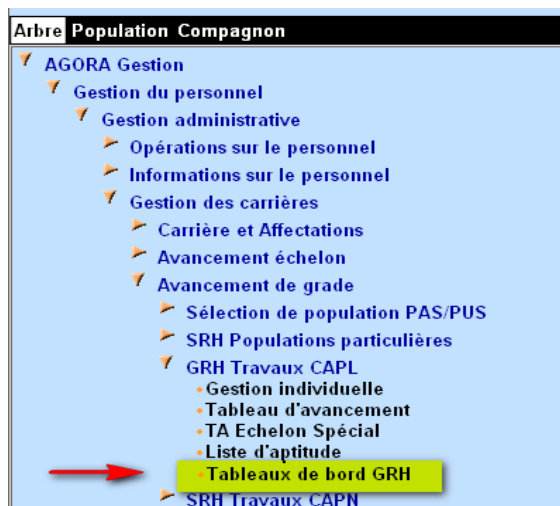 Arbre Population Compagnon
AGORA Gestion
Gestion du personnel
Gestion administrative
Opérations sur le personnel
Informations sur le personnel
Gestion des carrières
Carrière et Affectations
Avancement échelon
Avancement de grade
Sélection de population PAS/PUS
SRH Populations particulières
GRH Travaux CAPL
Gestion individuelle
Tableau d'avancement
TA Echelon Spécial
Liste d'aptitude
Tableaux de bord GRH
SRH Travaux CAPN